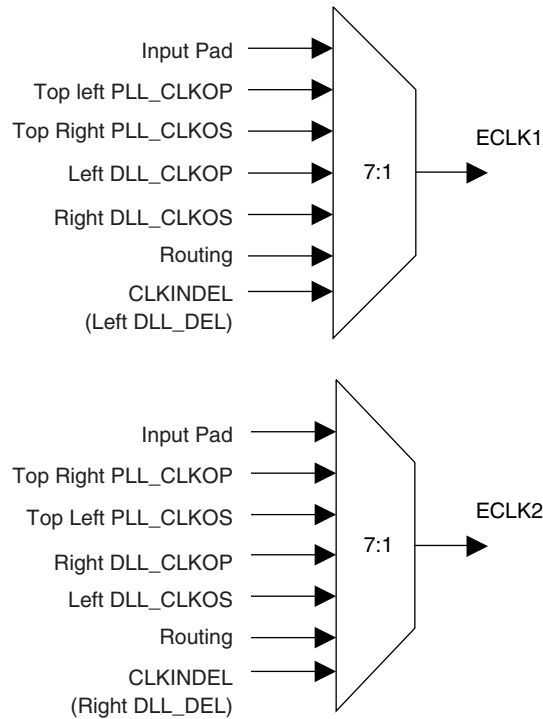 Input Pad
Top left PLL_CLKOP
Top Right PLL_CLKOS
Left DLL_CLKOP
Right DLL_CLKOS
Routing
CLKINDEL
(Left DLL_DEL)
7:1
ECLK1
Input Pad
Top Right PLL_CLKOP
Top Left PLL_CLKOS
Right DLL_CLKOP
Left DLL_CLKOS
Routing
CLKINDEL
(Right DLL_DEL)
7:1
ECLK2